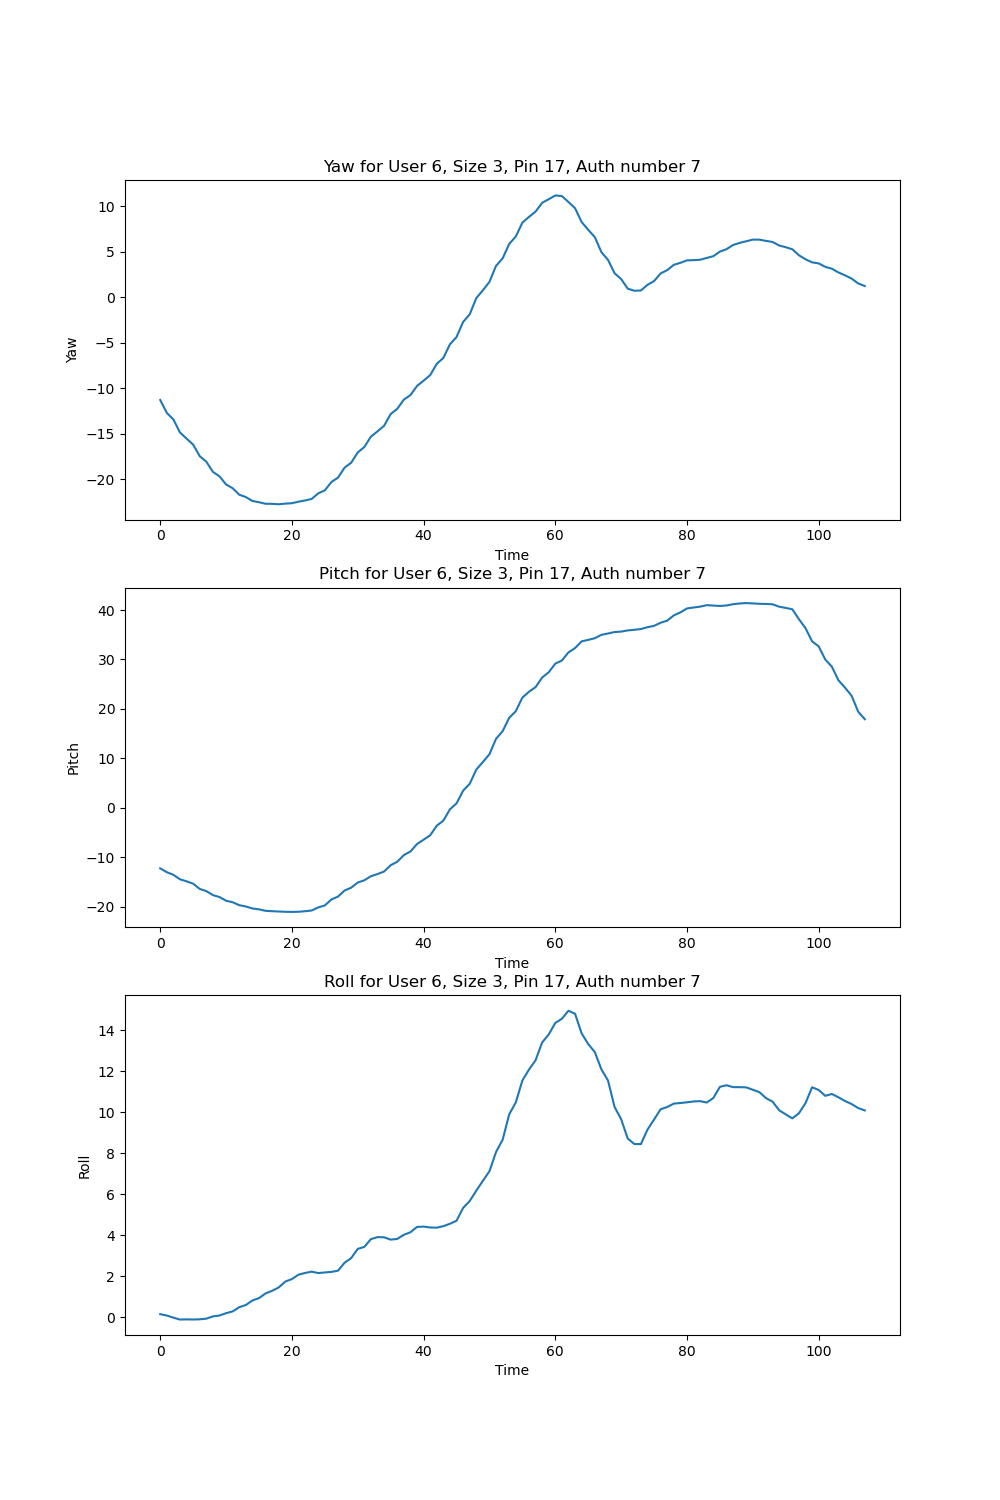 Yaw for User 6, Size 3, Pin 17, Auth number 7
10
5
0
−5
−10
−15
−20
Yaw
0 20 40 60 80 100
Time
Pitch for User 6, Size 3, Pin 17, Auth number 7
40
30
20
10
0
−10
−20
Pitch
0 20 40 60 80 100
Time
Roll for User 6, Size 3, Pin 17, Auth number 7
14
12
10
8
6
4
2
0
Roll
0 20 40 60 80 100
Time